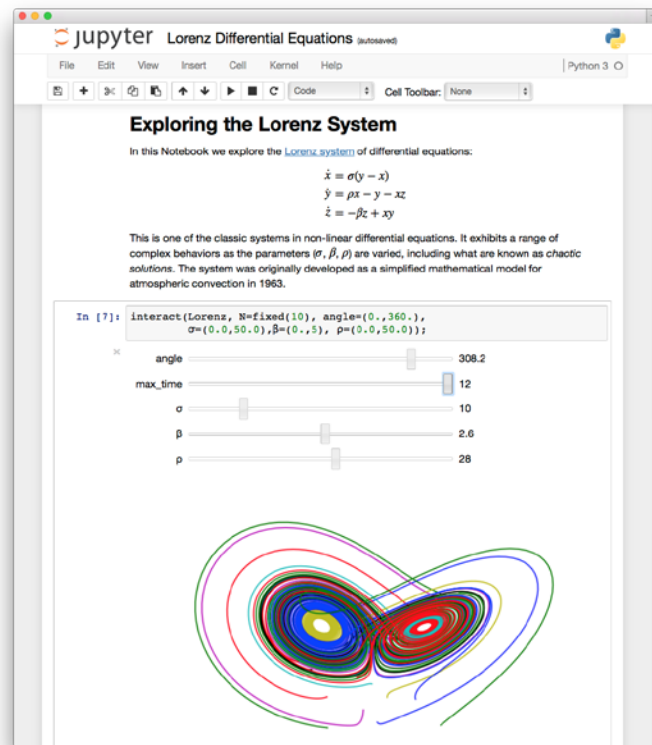 jupyter Lorenz Differential Equations (autosaved)
File Edit View Insert Cell Kernel Help Python 3
Code Cell Toolbar: None
Exploring the Lorenz System
In this Notebook we explore the Lorenz system of differential equations:
ẋ = σ(y − x)
ẏ = ρx − y − xz
ż = −βz + xy
This is one of the classic systems in non-linear differential equations. It exhibits a range of
complex behaviors as the parameters (σ, β, ρ) are varied, including what are known as chaotic
solutions. The system was originally developed as a simplified mathematical model for
atmospheric convection in 1963.
In [7]: interact(Lorenz, N=fixed(10), angle=(0.,360.),
σ=(0.0,50.0),β=(0.,5), ρ=(0.0,50.0));
angle 308.2
max_time 12
σ 10
β 2.6
ρ 28